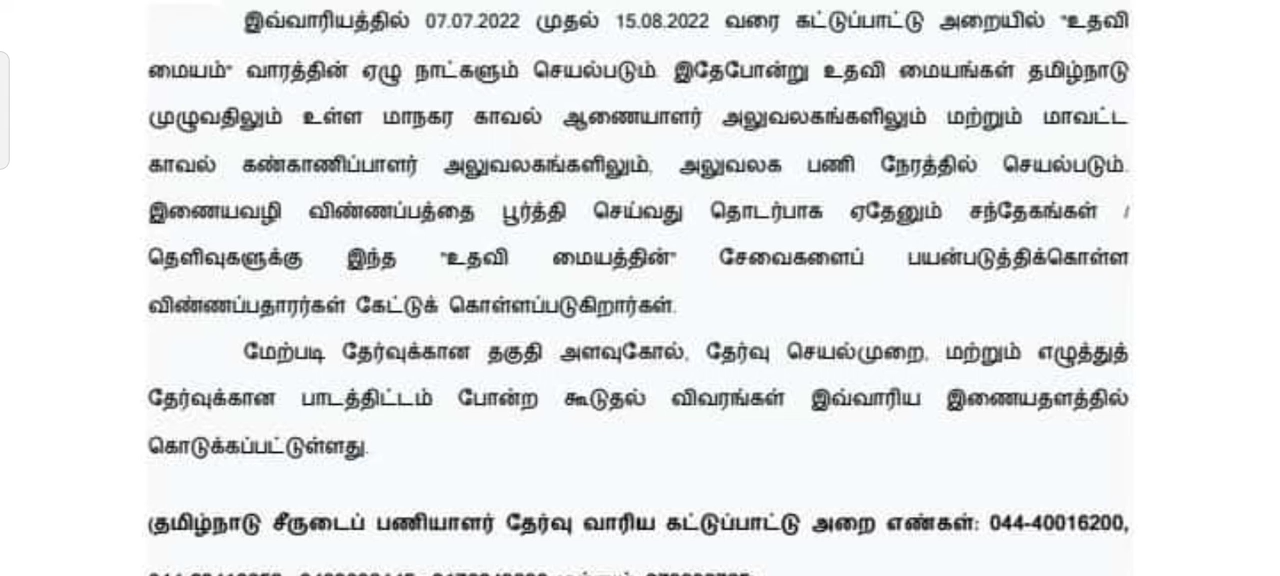 இவ்வாரியத்தில் 07.07.2022 முதல் 15.08.2022 வரை கட்டுப்பாட்டு அறையில் "உதவி
மையம்" வாரத்தின் ஏழு நாட்களும் செயல்படும். இதேபோன்று உதவி மையங்கள் தமிழ்நாடு
முழுவதிலும் உள்ள மாநகர காவல் ஆணையாளர் அலுவலகங்களிலும் மற்றும் மாவட்ட
காவல் கண்காணிப்பாளர் அலுவலகங்களிலும், அலுவலக பணி நேரத்தில் செயல்படும்.
இணையவழி விண்ணப்பத்தை பூர்த்தி செய்வது தொடர்பாக ஏதேனும் சந்தேகங்கள் /
தெளிவுகளுக்கு இந்த "உதவி மையத்தின்" சேவைகளைப் பயன்படுத்திக்கொள்ள
விண்ணப்பதாரர்கள் கேட்டுக் கொள்ளப்படுகிறார்கள்.
மேற்படி தேர்வுக்கான தகுதி அளவுகோல், தேர்வு செயல்முறை, மற்றும் எழுத்துத்
தேர்வுக்கான பாடத்திட்டம் போன்ற கூடுதல் விவரங்கள் இவ்வாரிய இணையதளத்தில்
கொடுக்கப்பட்டுள்ளது.
தமிழ்நாடு சீருடைப் பணியாளர் தேர்வு வாரிய கட்டுப்பாட்டு அறை எண்கள்: 044-40016200,